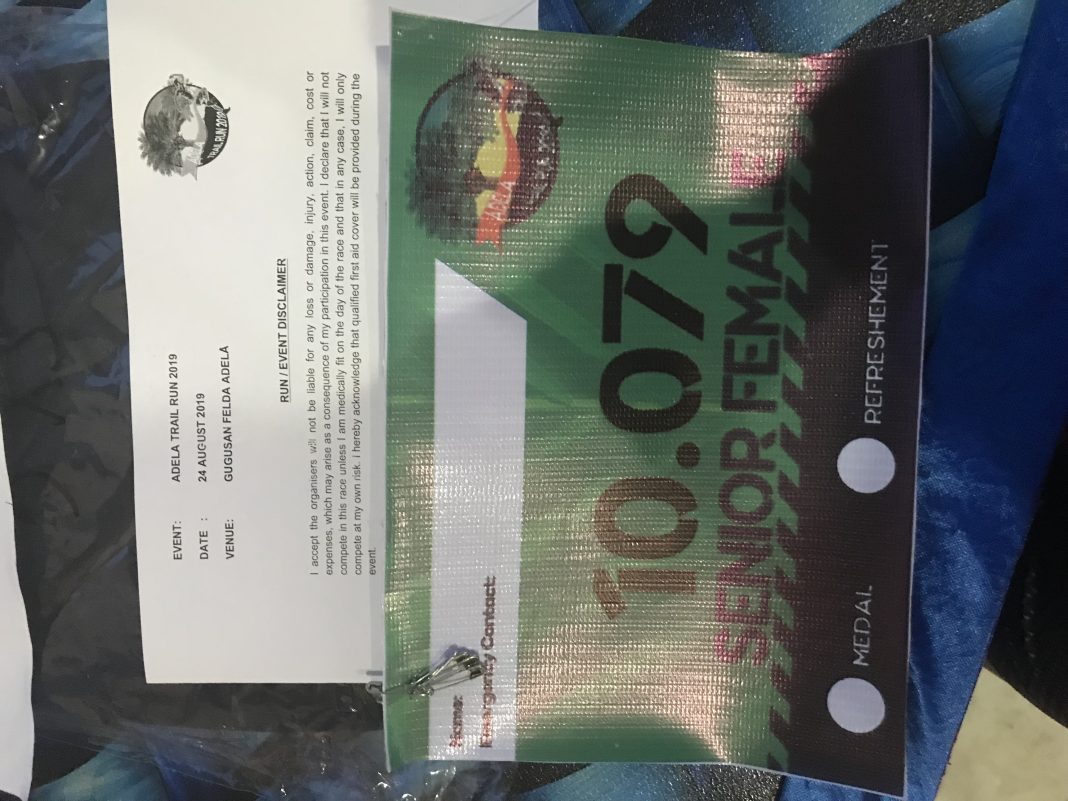 TRAIL RUN 2019
EVENT: ADELA TRAIL RUN 2019
DATE : 24 AUGUST 2019
VENUE: GUGUSAN FELDA ADELA
RUN / EVENT DISCLAIMER
I accept the organisers will not be liable for any loss or damage, injury, action, claim, cost or
expenses, which may arise as a consequence of my participation in this event. I declare that I will not
compete in this race unless I am medically fit on the day of the race and that in any case, I will only
compete at my own risk. I hereby acknowledge that qualified first aid cover will be provided during the
event.
ADELA
Name:
Emergency Contact:
10.079
SENIOR FEMALE
MEDAL
REFRESHEMENT